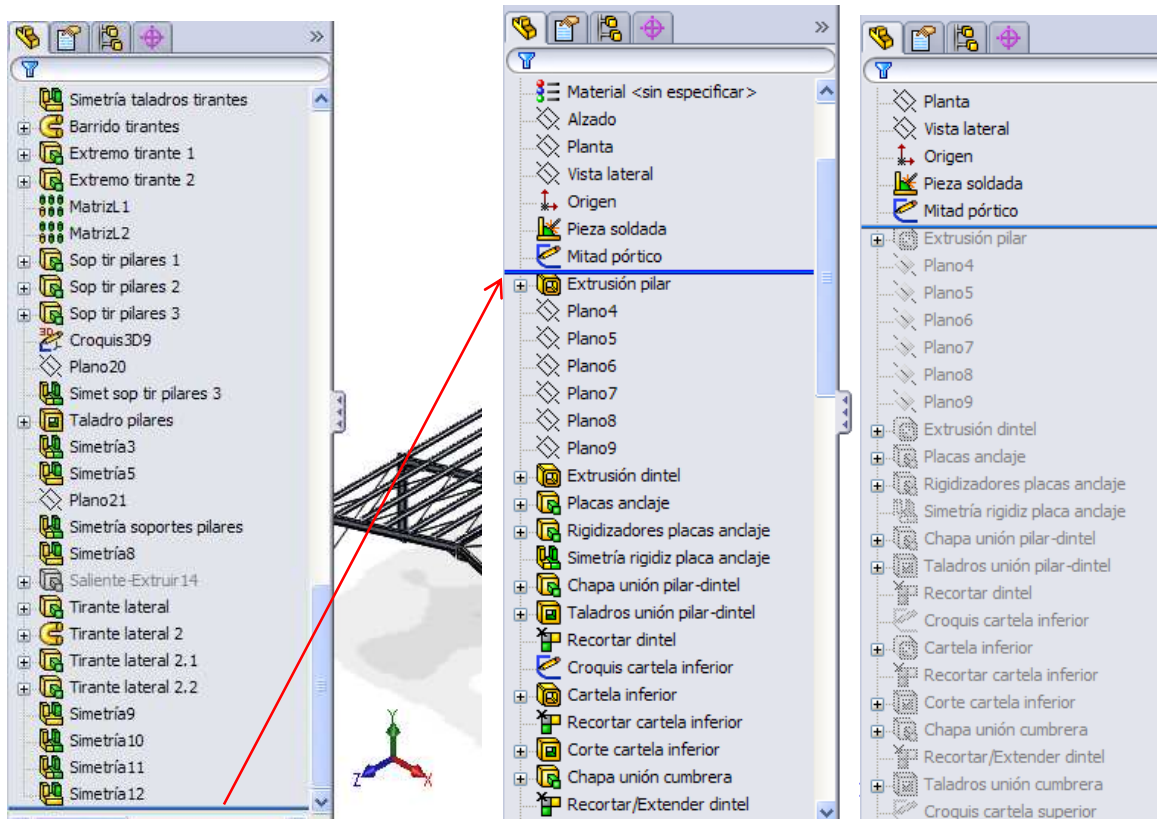 Simetría taladros tirantes
Barrido tirantes
Extremo tirante 1
Extremo tirante 2
MatrizL1
MatrizL2
Sop tir pilares 1
Sop tir pilares 2
Sop tir pilares 3
3D Croquis3D9
Plano20
Simet sop tir pilares 3
Taladro pilares
Simetría3
Simetría5
Plano21
Simetría soportes pilares
Simetría8
Saliente-Extruir14
Tirante lateral
Tirante lateral 2
Tirante lateral 2.1
Tirante lateral 2.2
Simetría9
Simetría10
Simetría11
Simetría12
Y
Z
X
Material <sin especificar>
Alzado
Planta
Vista lateral
Origen
Pieza soldada
Mitad pórtico
Extrusión pilar
Plano4
Plano5
Plano6
Plano7
Plano8
Plano9
Extrusión dintel
Placas anclaje
Rigidizadores placas anclaje
Simetría rigidiz placa anclaje
Chapa unión pilar-dintel
Taladros unión pilar-dintel
Recortar dintel
Croquis cartela inferior
Cartela inferior
Recortar cartela inferior
Corte cartela inferior
Chapa unión cumbrera
Recortar/Extender dintel
Planta
Vista lateral
Origen
Pieza soldada
Mitad pórtico
Extrusión pilar
Plano4
Plano5
Plano6
Plano7
Plano8
Plano9
Extrusión dintel
Placas anclaje
Rigidizadores placas anclaje
Simetría rigidiz placa anclaje
Chapa unión pilar-dintel
Taladros unión pilar-dintel
Recortar dintel
Croquis cartela inferior
Cartela inferior
Recortar cartela inferior
Corte cartela inferior
Chapa unión cumbrera
Recortar/Extender dintel
Taladros unión cumbrera
Croquis cartela superior